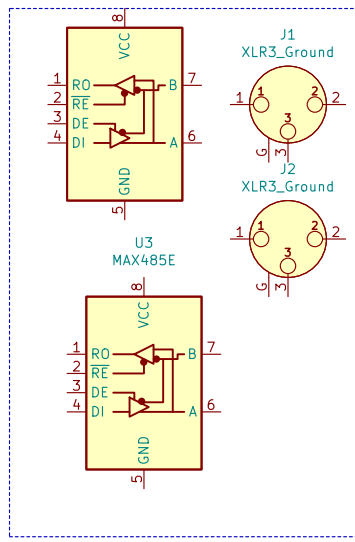 8
VCC
1 RO B 7
2 RE
3 DE
4 DI A 6
GND
5
J1
XLR3_Ground
1 1 2 2
3
G 3
J2
XLR3_Ground
1 1 2 2
3
G 3
U3
MAX485E
8
VCC
1 RO B 7
2 RE
3 DE
4 DI A 6
GND
5